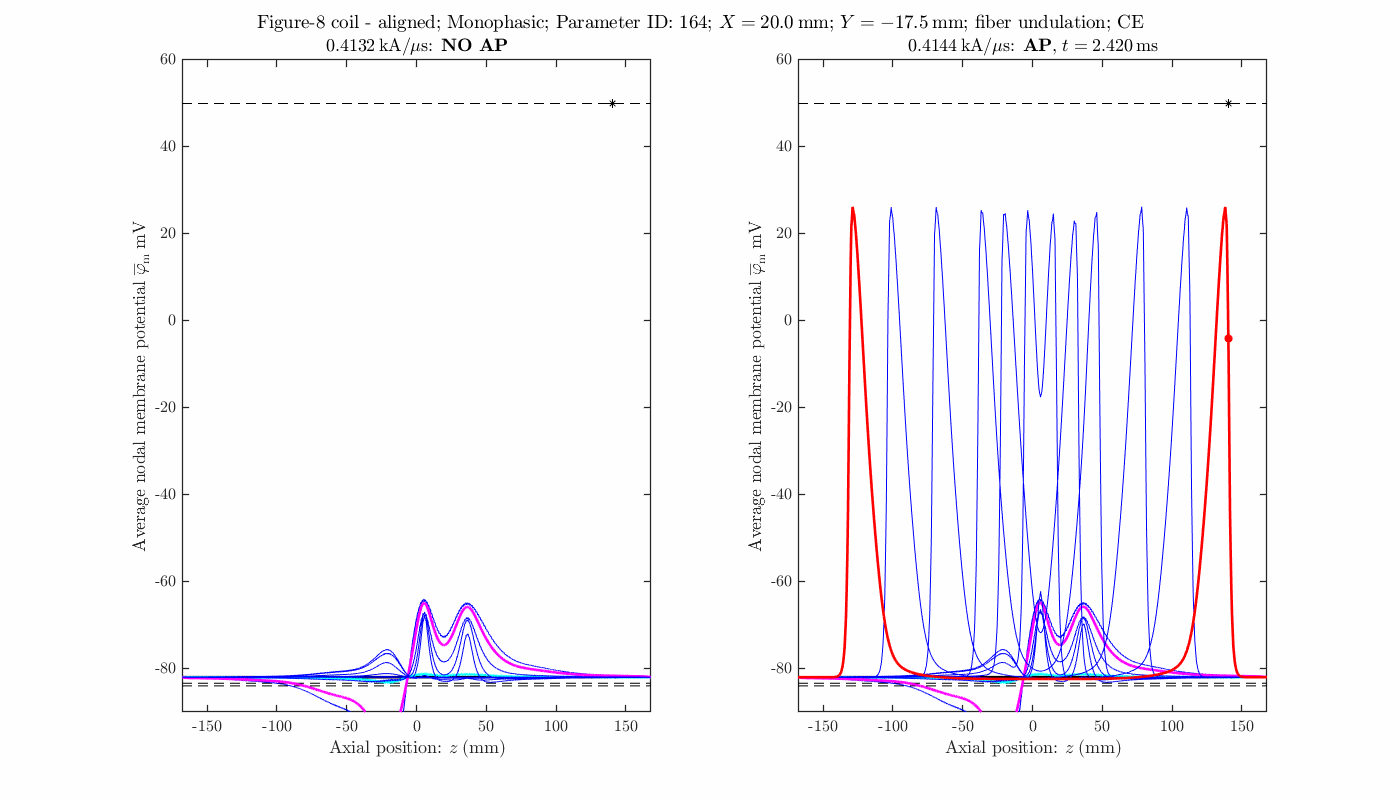 Figure-8 coil - aligned; Monophasic; Parameter ID: 164; X = 20.0 mm; Y = −17.5 mm; fiber undulation; CE
0.4132 kA/μs: NO AP
0.4144 kA/μs: AP, t = 2.420 ms
60
40
20
0
-20
-40
-60
-80
Average nodal membrane potential φ̅m mV
-150 -100 -50 0 50 100 150
Axial position: z (mm)
60
40
20
0
-20
-40
-60
-80
Average nodal membrane potential φ̅m mV
-150 -100 -50 0 50 100 150
Axial position: z (mm)